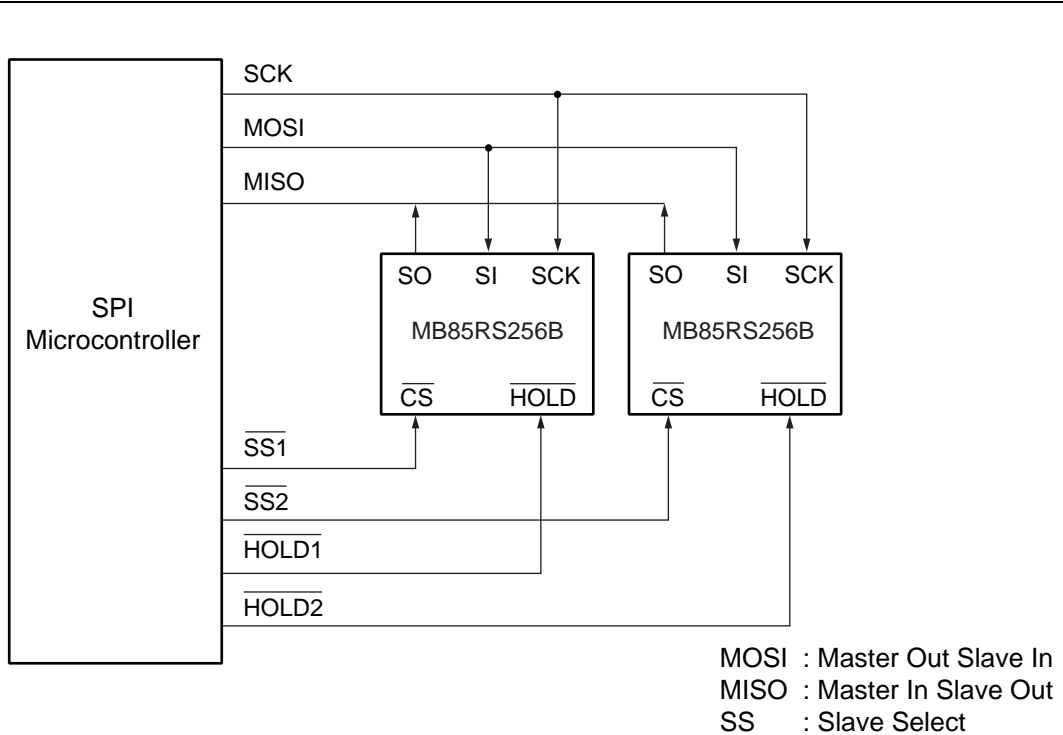 SCK
MOSI
MISO
SO SI SCK
MB85RS256B
CS HOLD
SO SI SCK
MB85RS256B
CS HOLD
SPI
Microcontroller
SS1
SS2
HOLD1
HOLD2
MOSI : Master Out Slave In
MISO : Master In Slave Out
SS : Slave Select